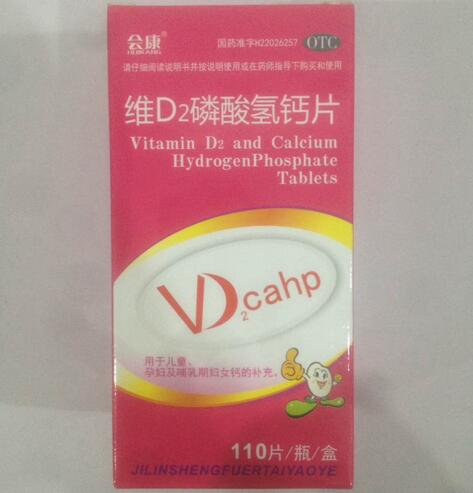 会康®
HUIKANG
国药准字H22026257 OTC
请仔细阅读说明书并按说明使用或在药师指导下购买和使用
维D2磷酸氢钙片
Vitamin D2 and Calcium
HydrogenPhosphate
Tablets
VD2cahp
用于儿童、
孕妇及哺乳期妇女钙的补充。
110片/瓶/盒
JILINSHENGFUERTAIYAOYE